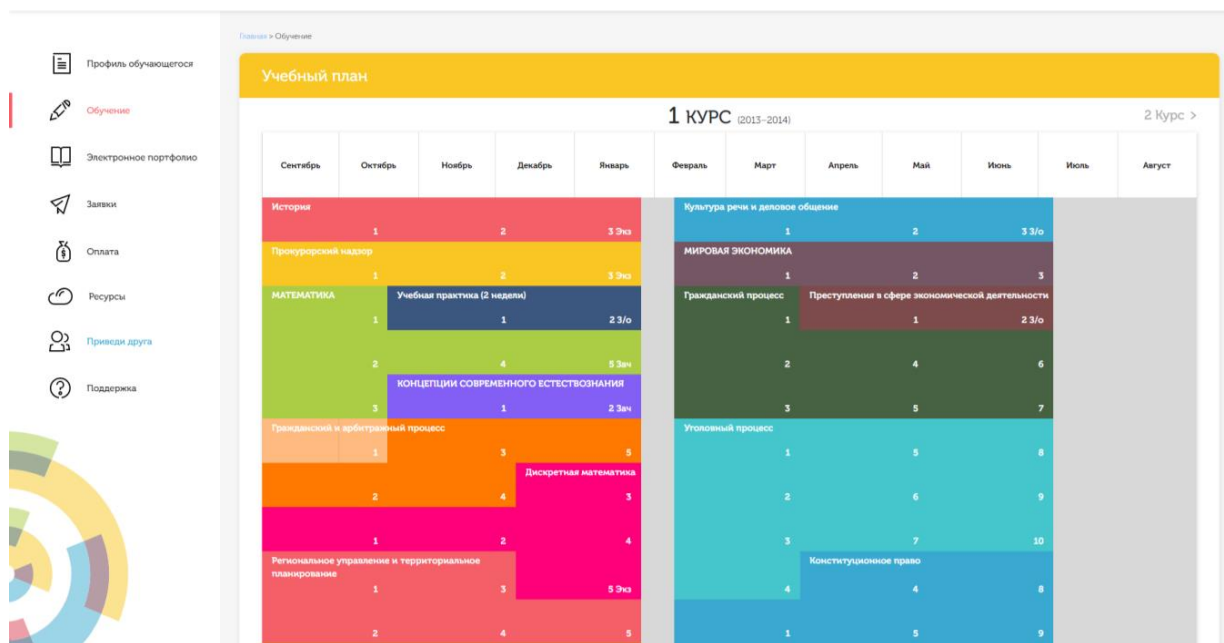 Главная > Обучение
Профиль обучающегося
Обучение
Электронное портфолио
Заявки
Оплата
Ресурсы
Приведи друга
Поддержка
Учебный план
1 КУРС (2013–2014)
2 Курс >
Сентябрь Октябрь Ноябрь Декабрь Январь Февраль Март Апрель Май Июнь Июль Август
История
1 2 3 Экз
Прокурорский надзор
1 2 3 Экз
МАТЕМАТИКА
1
Учебная практика (2 недели)
1 2 З/о
2 4 5 Зач
КОНЦЕПЦИИ СОВРЕМЕННОГО ЕСТЕСТВОЗНАНИЯ
3 1 2 Зач
Гражданский и арбитражный процесс
1 3 5
Дискретная математика
2 4 3
1 2 4
Региональное управление и территориальное
планирование
1 3 5 Экз
2 4 5
Культура речи и деловое общение
1 2 3 З/о
МИРОВАЯ ЭКОНОМИКА
1 2 3
Гражданский процесс
1
Преступления в сфере экономической деятельности
1 2 З/о
2 4 6
3 5 7
Уголовный процесс
1 5 8
2 6 9
3 7 10
Конституционное право
4 4 8
1 5 9